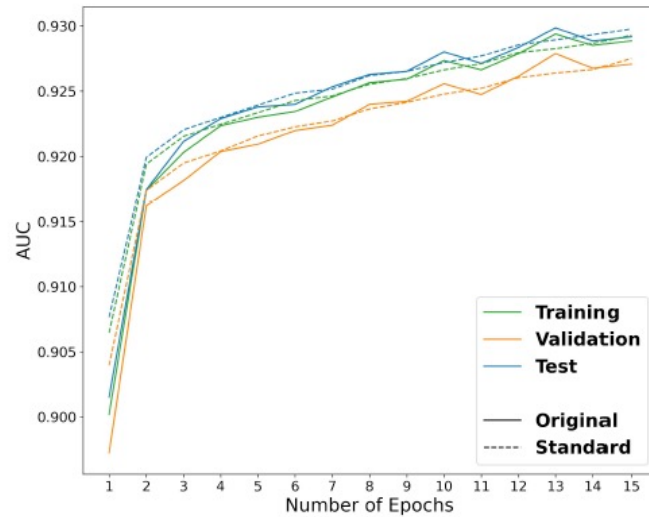 0.930
0.925
0.920
0.915
0.910
0.905
0.900
AUC
Training
Validation
Test
Original
Standard
1 2 3 4 5 6 7 8 9 10 11 12 13 14 15
Number of Epochs